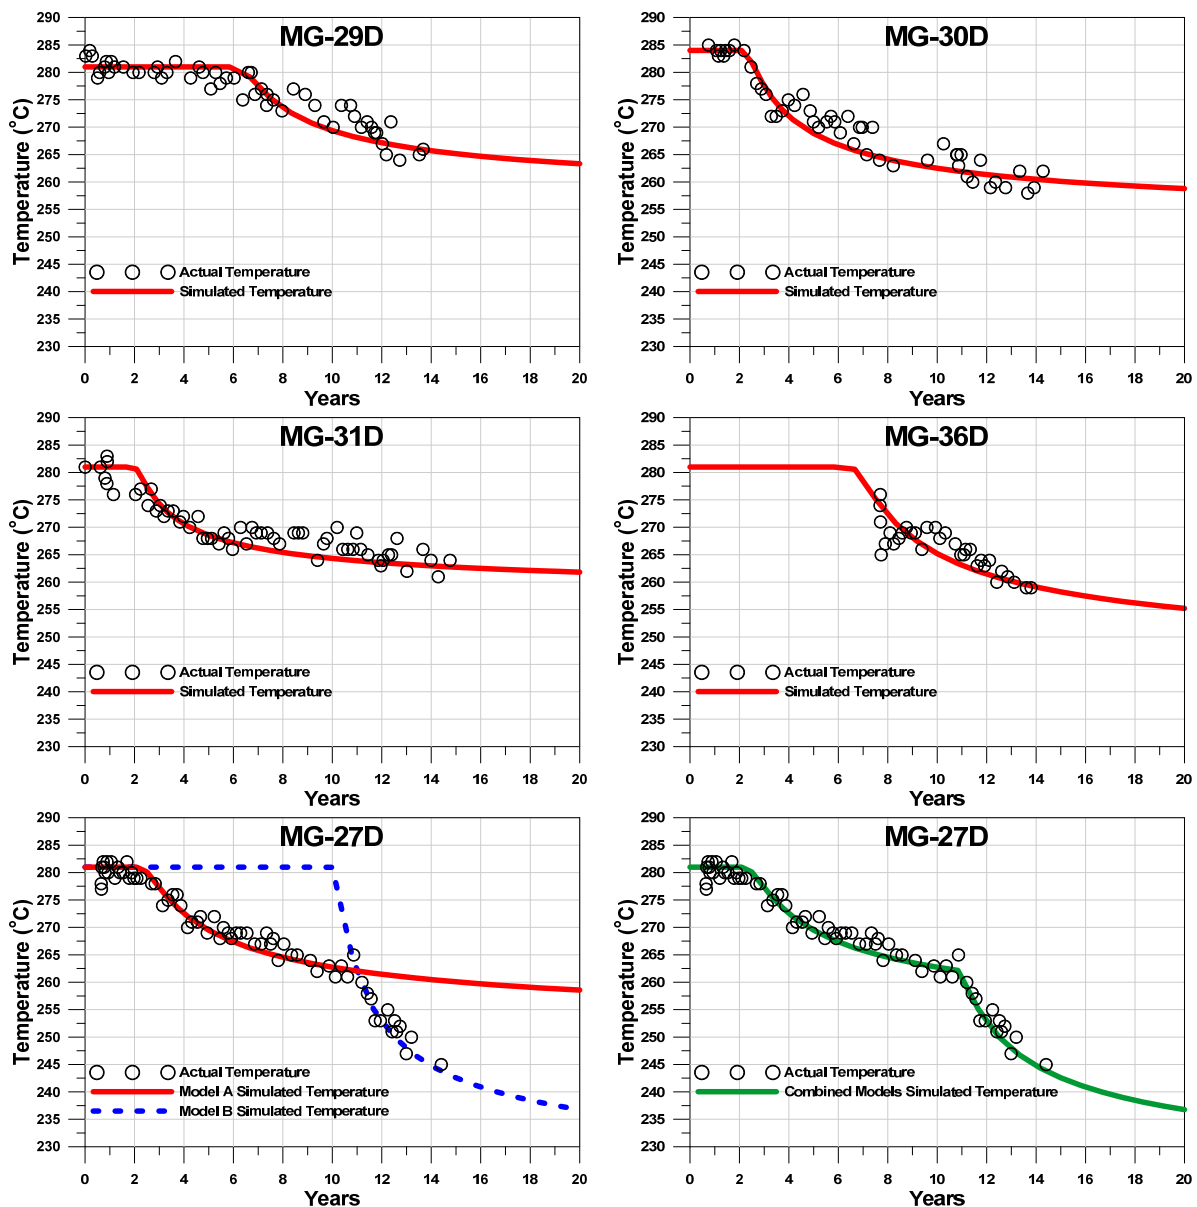 MG-29D
290
285
280
275
270
265
260
255
250
245
240
235
230
Temperature (°C)
Actual Temperature
Simulated Temperature
0 2 4 6 8 10 12 14 16 18 20
Years
MG-30D
290
285
280
275
270
265
260
255
250
245
240
235
230
Temperature (°C)
Actual Temperature
Simulated Temperature
0 2 4 6 8 10 12 14 16 18 20
Years
MG-31D
290
285
280
275
270
265
260
255
250
245
240
235
230
Temperature (°C)
Actual Temperature
Simulated Temperature
0 2 4 6 8 10 12 14 16 18 20
Years
MG-36D
290
285
280
275
270
265
260
255
250
245
240
235
230
Temperature (°C)
Actual Temperature
Simulated Temperature
0 2 4 6 8 10 12 14 16 18 20
Years
MG-27D
290
285
280
275
270
265
260
255
250
245
240
235
230
Temperature (°C)
Actual Temperature
Model A Simulated Temperature
Model B Simulated Temperature
0 2 4 6 8 10 12 14 16 18 20
Years
MG-27D
290
285
280
275
270
265
260
255
250
245
240
235
230
Temperature (°C)
Actual Temperature
Combined Models Simulated Temperature
0 2 4 6 8 10 12 14 16 18 20
Years